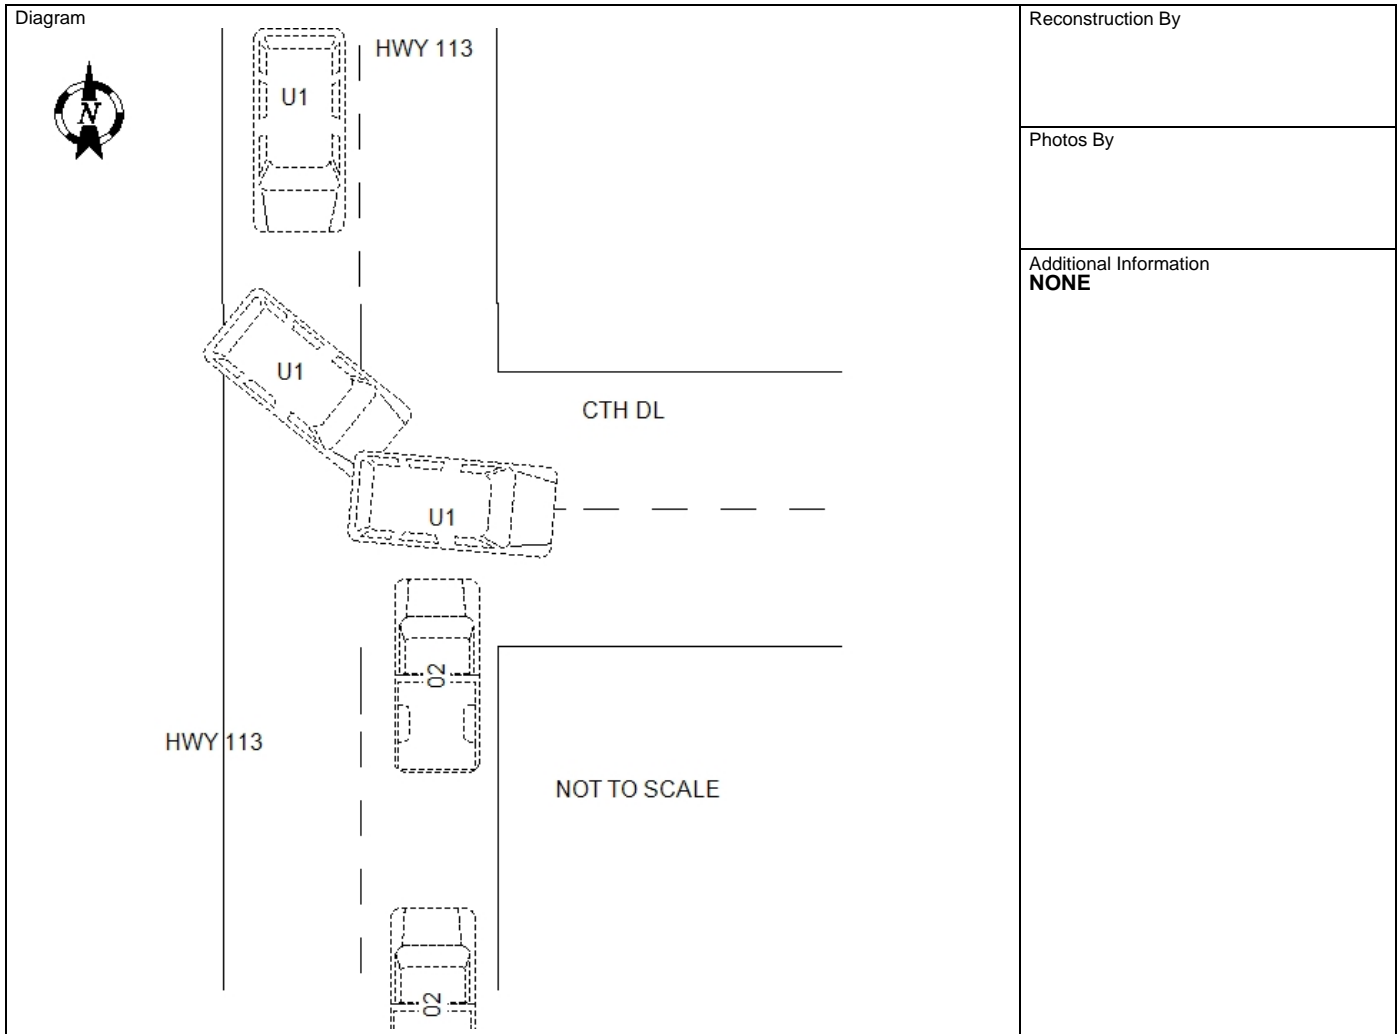 Diagram
HWY 113
N
U1
U1
CTH DL
U1
02
HWY 113
NOT TO SCALE
02
Reconstruction By
Photos By
Additional Information
NONE